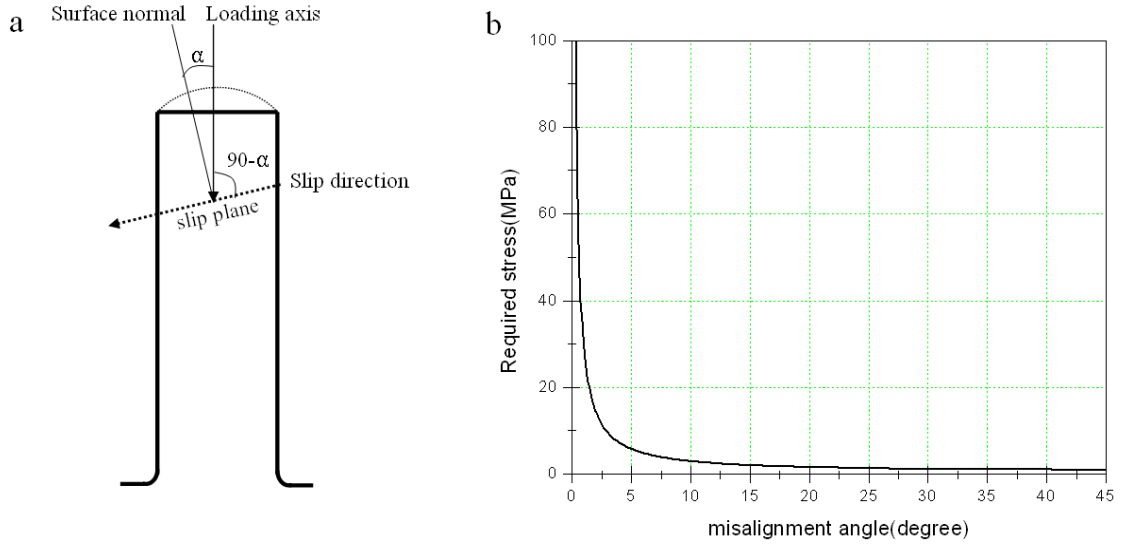 a
Surface normal
Loading axis
α
90-α
Slip direction
slip plane
b
100
80
60
40
20
0
Required stress(MPa)
0 5 10 15 20 25 30 35 40 45
misalignment angle(degree)